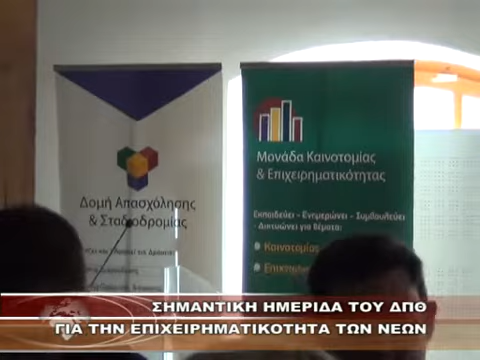 Δομή Απασχόλησης
& Σταδιοδρομίας
Μονάδα Καινοτομίας
& Επιχειρηματικότητας
Εκπαιδεύει - Ενημερώνει - Συμβουλεύει
- Δικτυώνει για θέματα:
Καινοτομίας
ΣΗΜΑΝΤΙΚΗ ΗΜΕΡΙΔΑ ΤΟΥ ΔΠΘ
ΓΙΑ ΤΗΝ ΕΠΙΧΕΙΡΗΜΑΤΙΚΟΤΗΤΑ ΤΩΝ ΝΕΩΝ